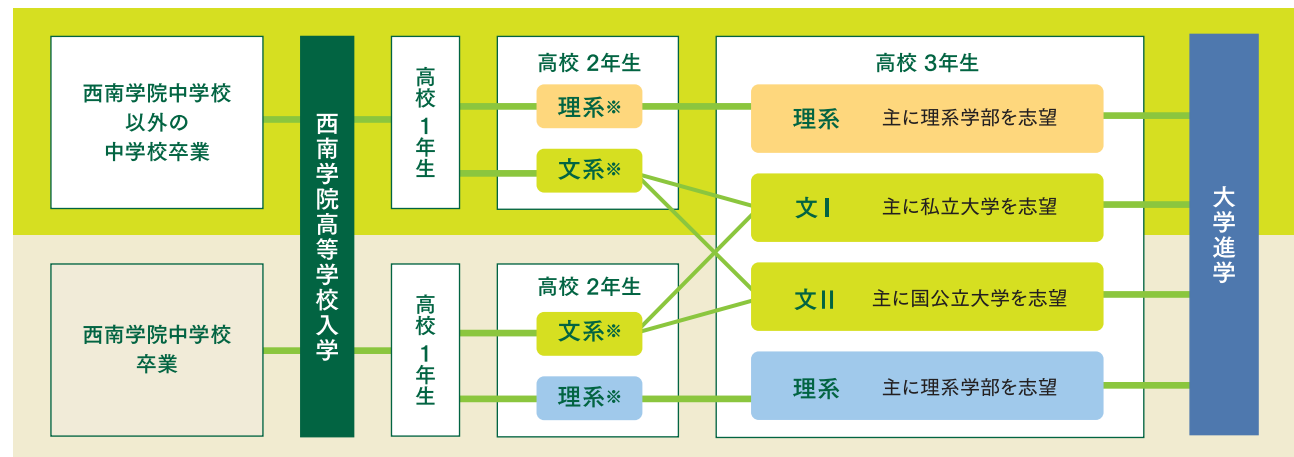 西南学院中学校
以外の
中学校卒業
西南学院高等学校入学
高校1年生
高校 2年生
理系※
文系※
高校 3年生
理系 主に理系学部を志望
文I 主に私立大学を志望
文II 主に国公立大学を志望
理系 主に理系学部を志望
大学進学
西南学院中学校
卒業
高校1年生
高校 2年生
文系※
理系※